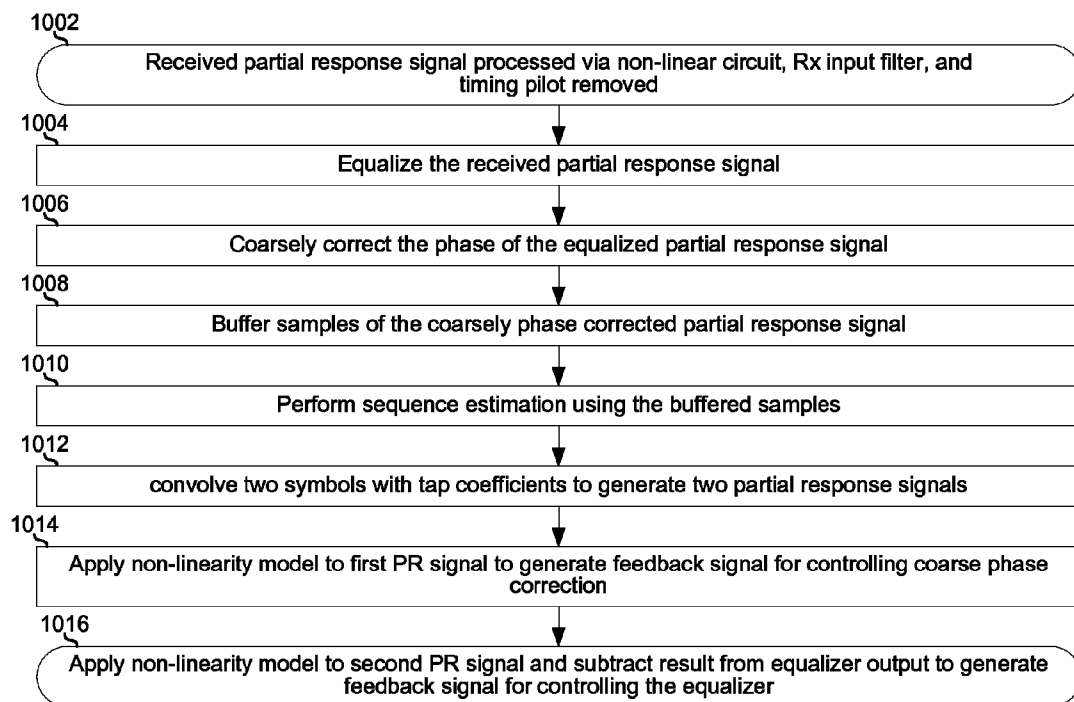 1002
Received partial response signal processed via non-linear circuit, Rx input filter, and
timing pilot removed
1004
Equalize the received partial response signal
1006
Coarsely correct the phase of the equalized partial response signal
1008
Buffer samples of the coarsely phase corrected partial response signal
1010
Perform sequence estimation using the buffered samples
1012
convolve two symbols with tap coefficients to generate two partial response signals
1014
Apply non-linearity model to first PR signal to generate feedback signal for controlling coarse phase
correction
1016
Apply non-linearity model to second PR signal and subtract result from equalizer output to generate
feedback signal for controlling the equalizer